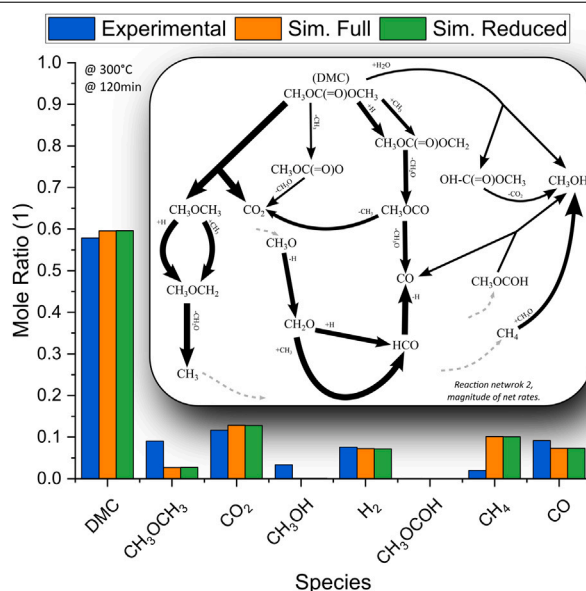 Experimental Sim. Full Sim. Reduced
@ 300°C
@ 120min
+H₂O
(DMC)
CH₃OC(=O)OCH₃
+CH₃
+H
-CH₃
CH₃OC(=O)OCH₂
CH₃OC(=O)O
-CH₂O
OH-C(=O)OCH₃
CH₃OH
-CH₃O
-CO₂
CH₃OCH₃
CO₂
-CH₃
CH₃OCO
+H
+CH₃
CH₃O
-CH₃O
-H
CO
CH₃OCH₂
CH₃OCOH
-H
-CH₂O
CH₂O
+H
+CH₂O
CH₄
HCO
+CH₃
CH₃
Reaction netwrok 2,
magnitude of net rates.
1.0
0.9
0.8
0.7
0.6
0.5
0.4
0.3
0.2
0.1
0.0
Mole Ratio (1)
DMC
CH₃OCH₃
CO₂
CH₃OH
H₂
CH₃OCOH
CH₄
CO
Species